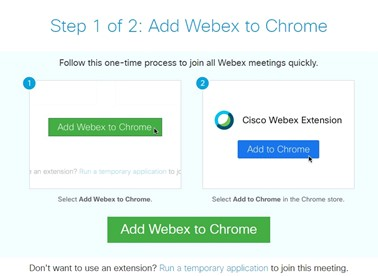 Step 1 of 2: Add Webex to Chrome
Follow this one-time process to join all Webex meetings quickly.
1
Add Webex to Chrome
an extension? Run a temporary application to jo
Select Add Webex to Chrome.
2
Cisco Webex Extension
Add to Chrome
Select Add to Chrome in the Chrome store.
Add Webex to Chrome
Don't want to use an extension? Run a temporary application to join this meeting.